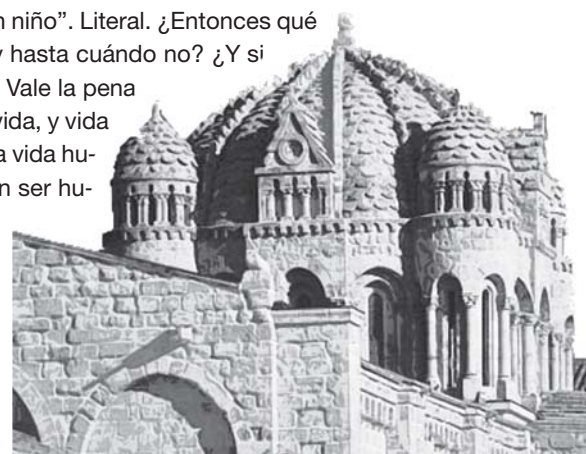 n niño”. Literal. ¿Entonces qué
y hasta cuándo no? ¿Y si
Vale la pena
vida, y vida
a vida hu-
n ser hu-